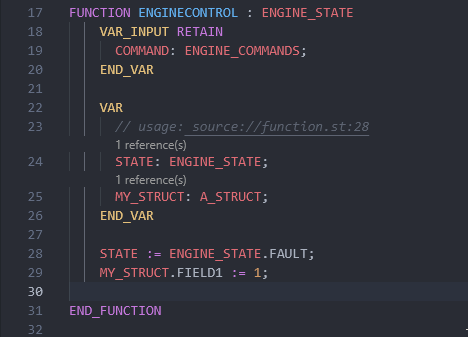 17 FUNCTION ENGINECONTROL : ENGINE_STATE
18 VAR_INPUT RETAIN
19 COMMAND: ENGINE_COMMANDS;
20 END_VAR
21
22 VAR
23 // usage: source://function.st:28
1 reference(s)
24 STATE: ENGINE_STATE;
1 reference(s)
25 MY_STRUCT: A_STRUCT;
26 END_VAR
27
28 STATE := ENGINE_STATE.FAULT;
29 MY_STRUCT.FIELD1 := 1;
30
31 END_FUNCTION
32